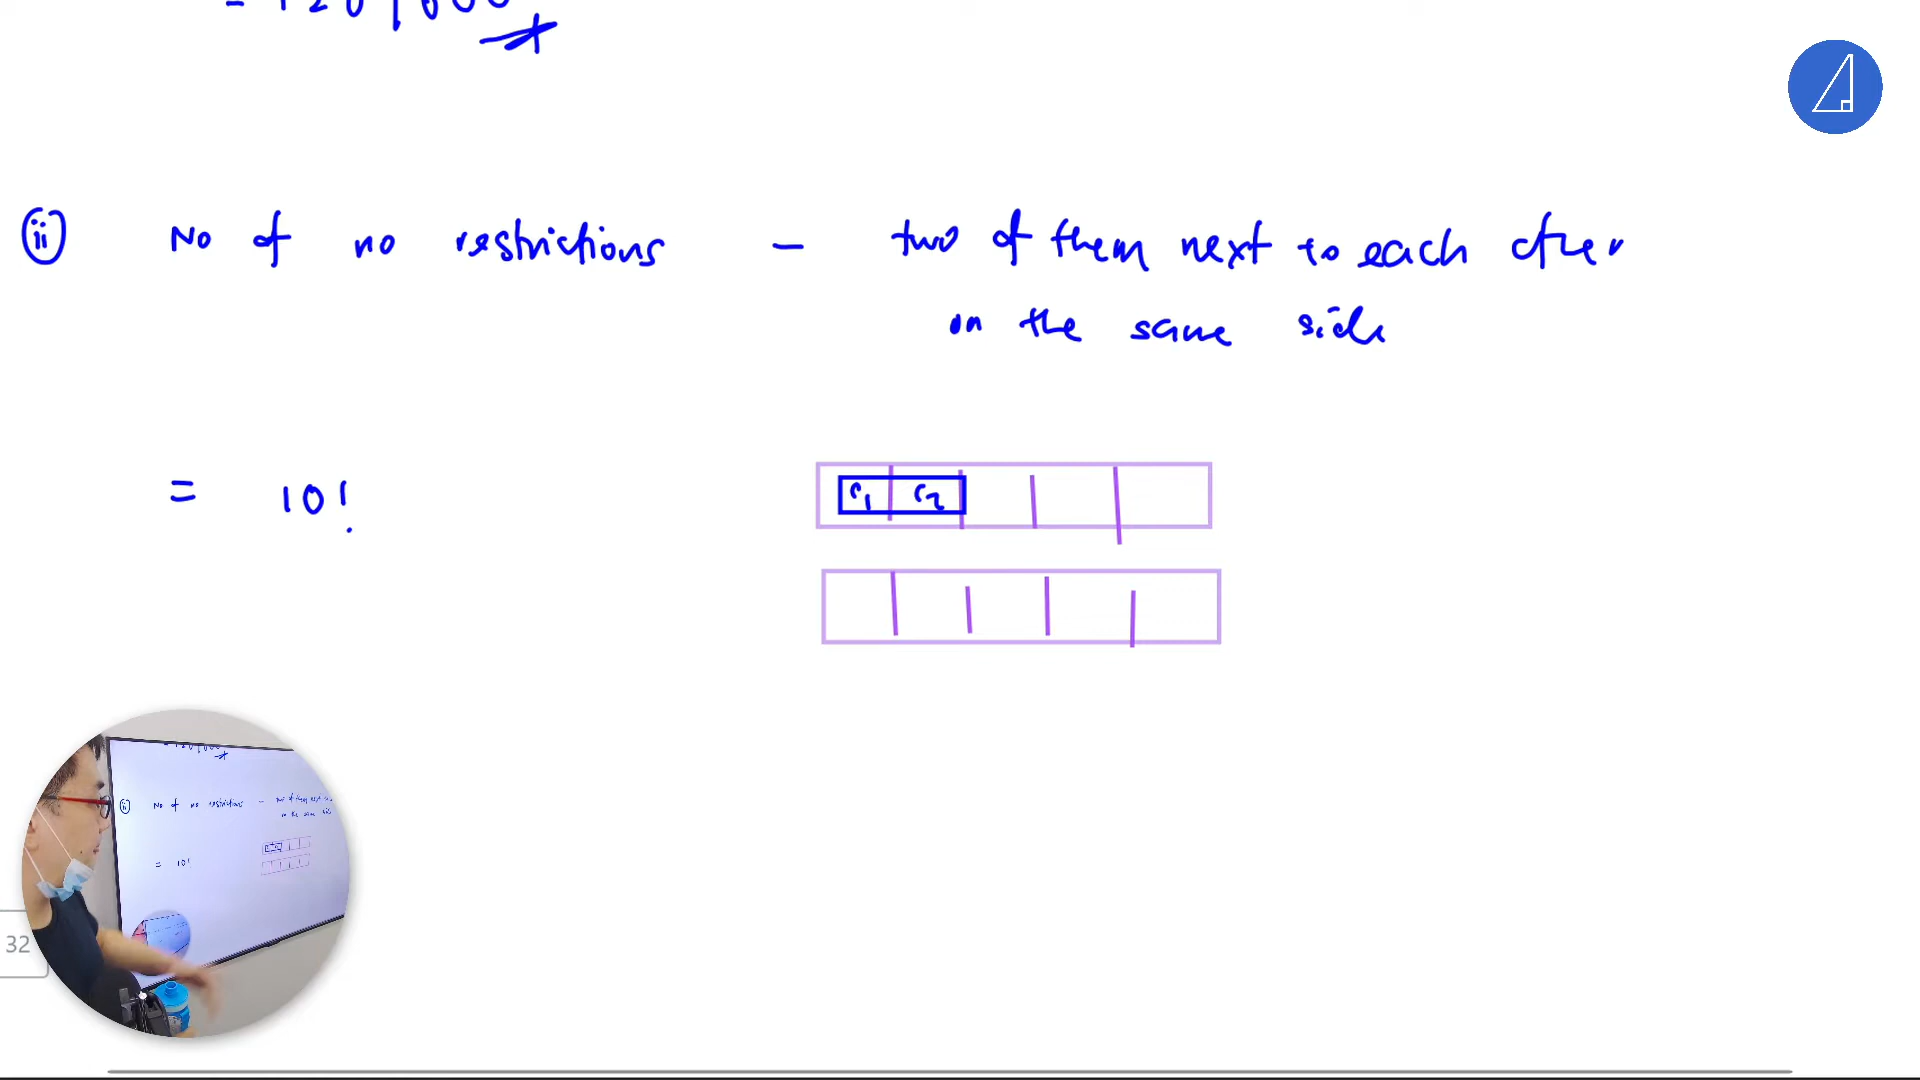 (ii) No of no restrictions - two of them next to each other
on the same side
= 10!
C₁ C₂
32